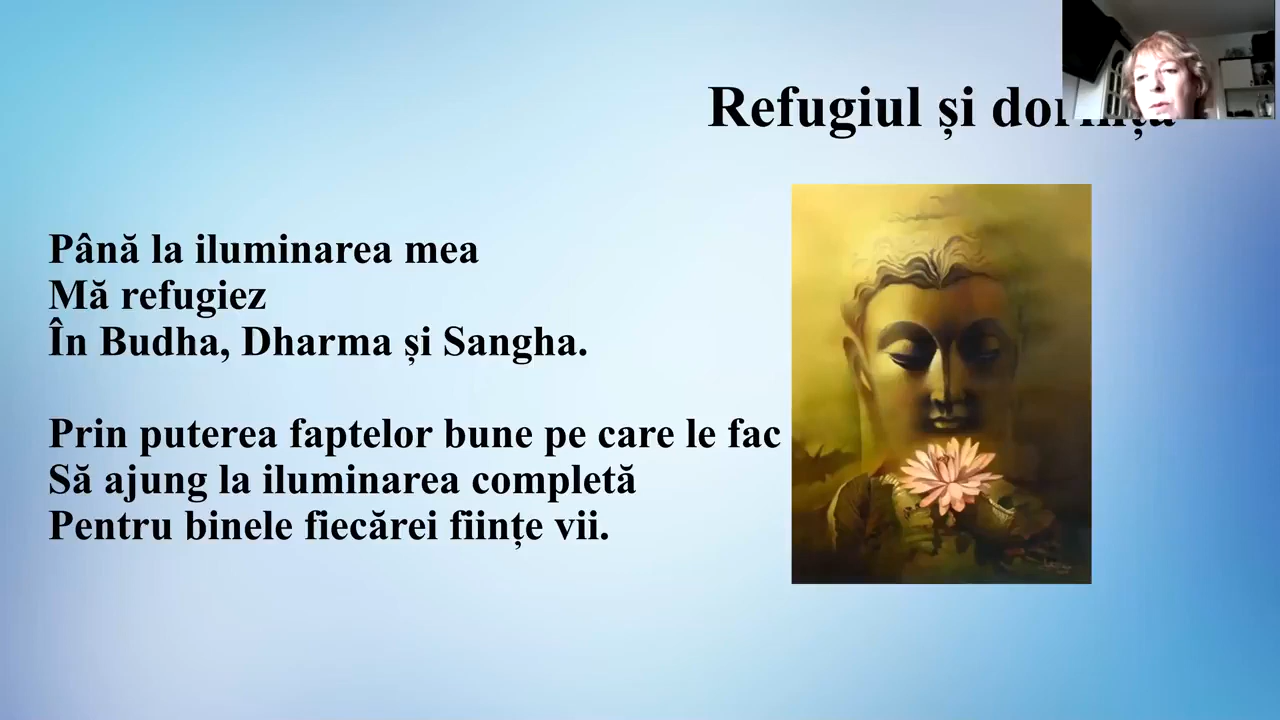 Refugiul și
Până la iluminarea mea
Mă refugiez
În Budha, Dharma și Sangha.
Prin puterea faptelor bune pe care le fac
Să ajung la iluminarea completă
Pentru binele fiecărei ființe vii.